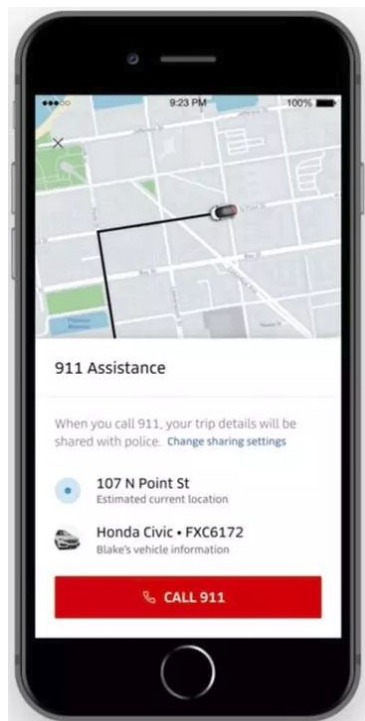 9:23 PM
100%
911 Assistance
When you call 911, your trip details will be
shared with police. Change sharing settings
107 N Point St
Estimated current location
Honda Civic • FXC6172
Blake's vehicle information
CALL 911